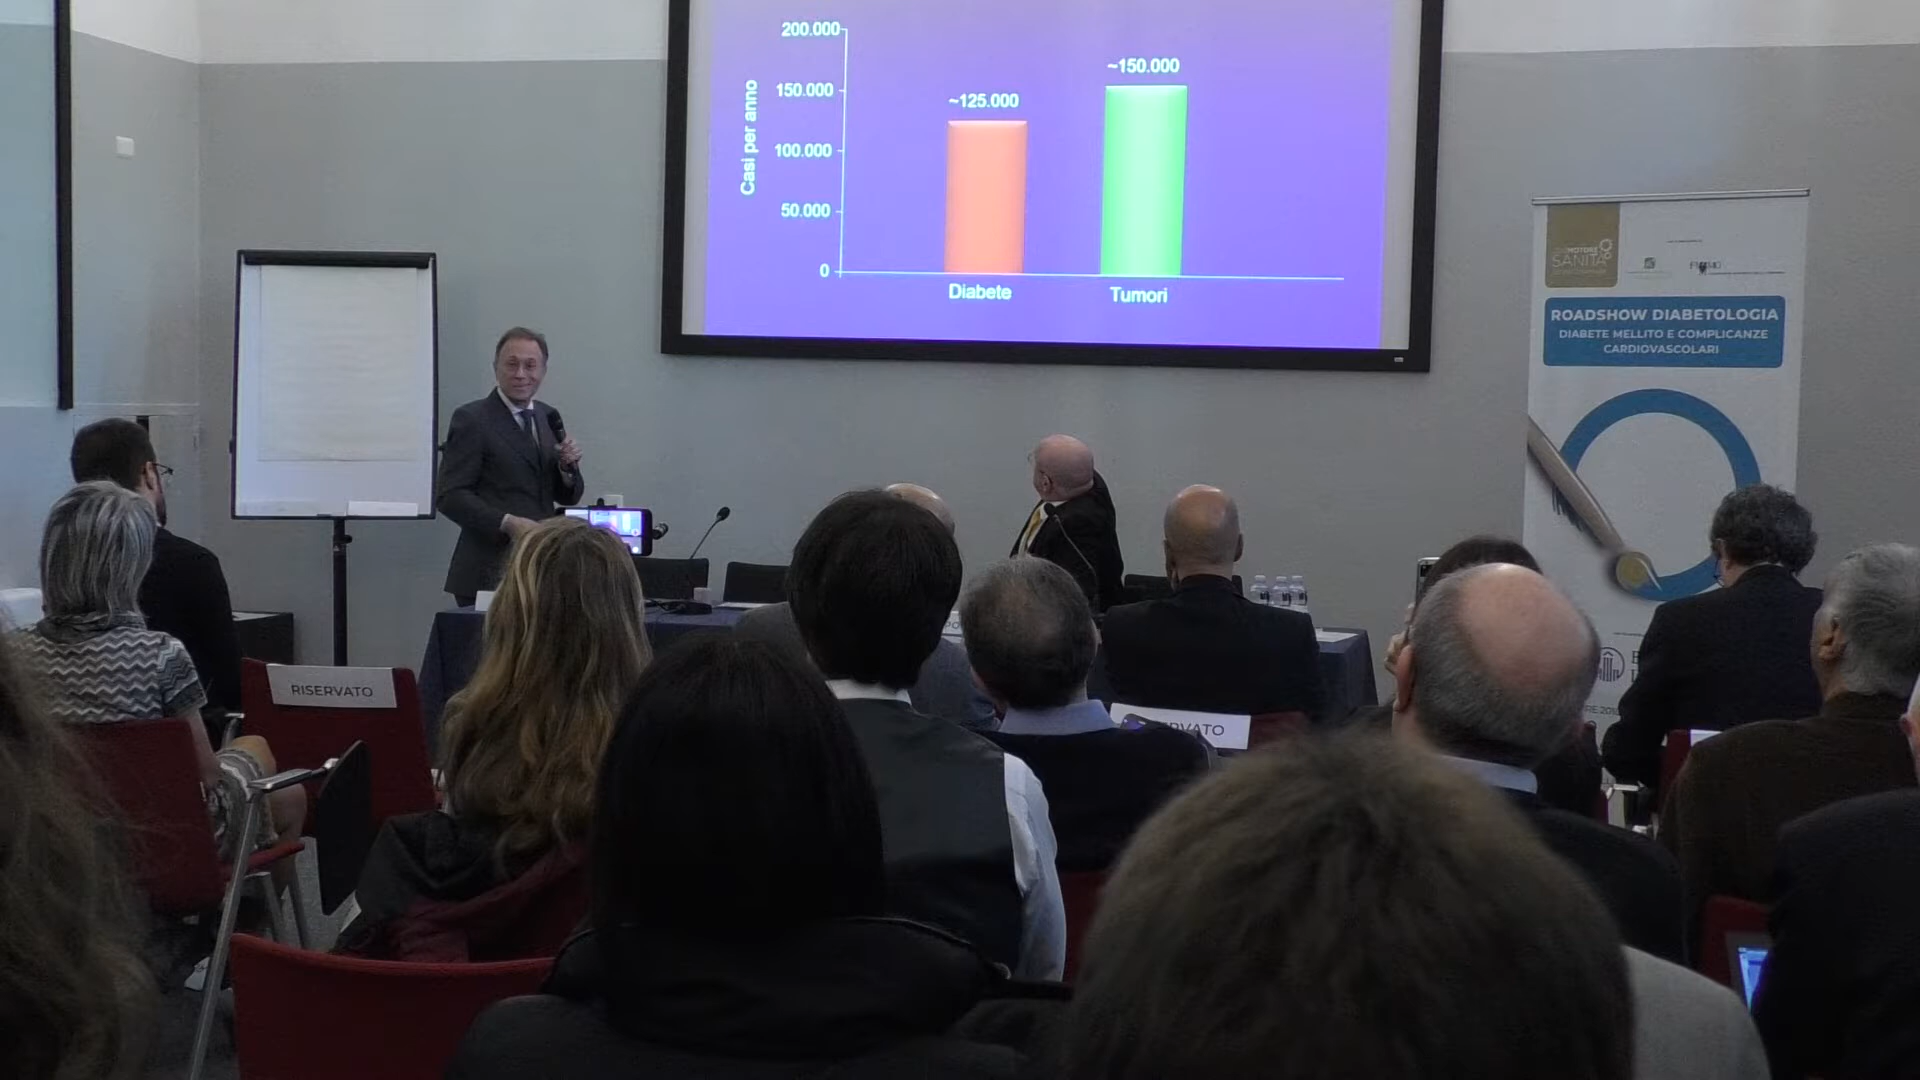 200.000
~150.000
150.000
~125.000
Casi per anno
100.000
50.000
0
Diabete
Tumori
MOTORE
SANITÀ
ROADSHOW DIABETOLOGIA
DIABETE MELLITO E COMPLICANZE
CARDIOVASCOLARI
RISERVATO
RVATO